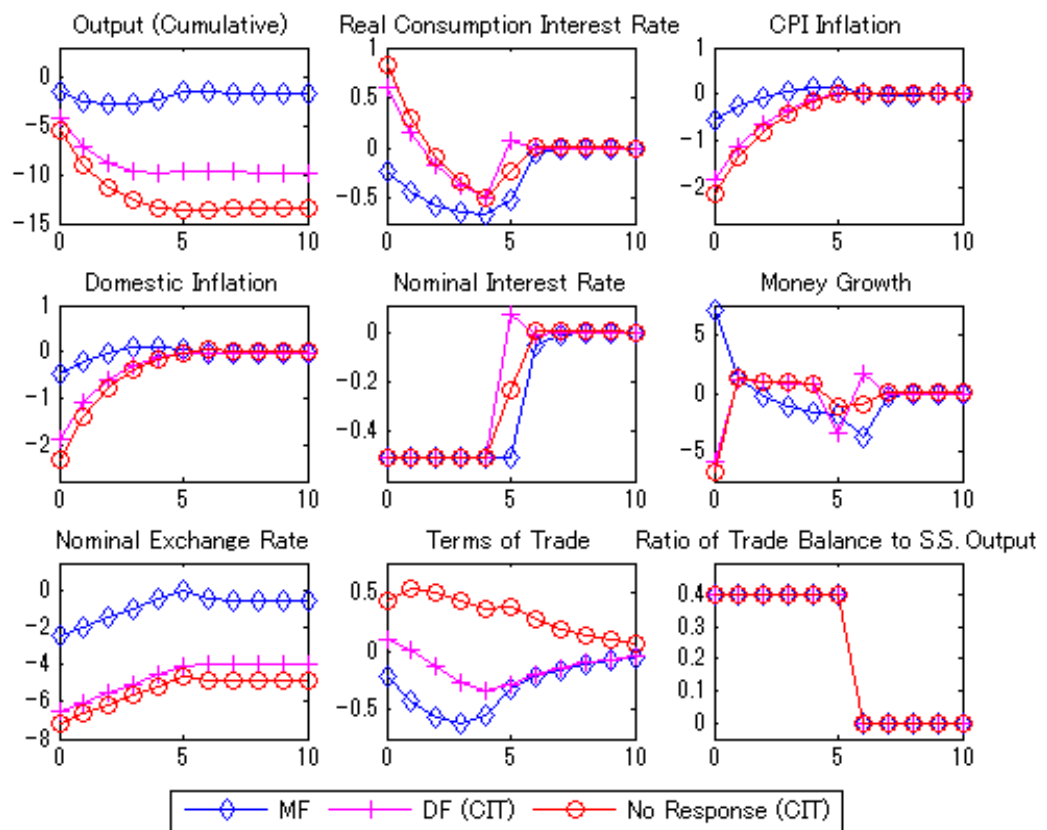 Output (Cumulative)
0
-5
-10
-15
0 5 10
Real Consumption Interest Rate
1
0.5
0
-0.5
0 5 10
CPI Inflation
1
0
-1
-2
0 5 10
Domestic Inflation
1
0
-1
-2
0 5 10
Nominal Interest Rate
0
-0.2
-0.4
0 5 10
Money Growth
5
0
-5
0 5 10
Nominal Exchange Rate
0
-2
-4
-6
-8
0 5 10
Terms of Trade
0.5
0
-0.5
0 5 10
Ratio of Trade Balance to S.S. Output
0.4
0.3
0.2
0.1
0
0 5 10
MF DF (CIT) No Response (CIT)